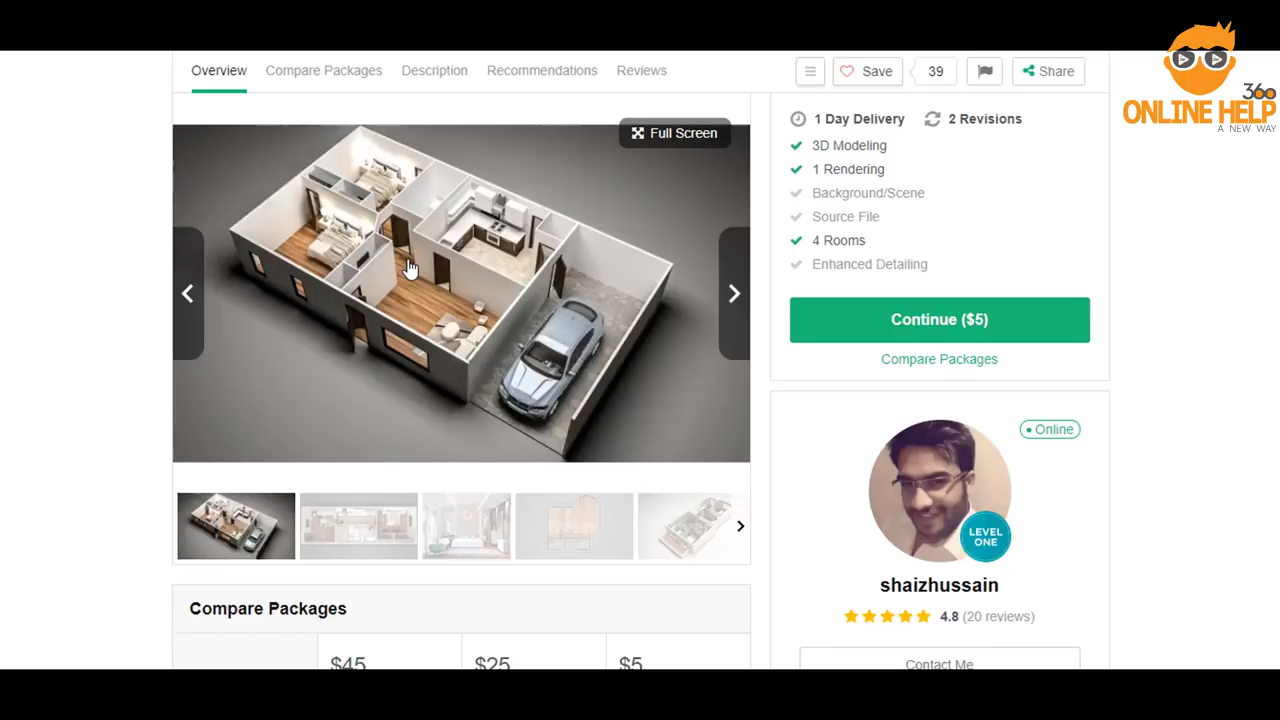 Overview Compare Packages Description Recommendations Reviews
Save 39 Share
360
ONLINE HELP
A NEW WAY
Full Screen
1 Day Delivery 2 Revisions
3D Modeling
1 Rendering
Background/Scene
Source File
4 Rooms
Enhanced Detailing
Continue ($5)
Compare Packages
Online
LEVEL
ONE
shaizhussain
4.8 (20 reviews)
Contact Me
Compare Packages
$45 $25 $5